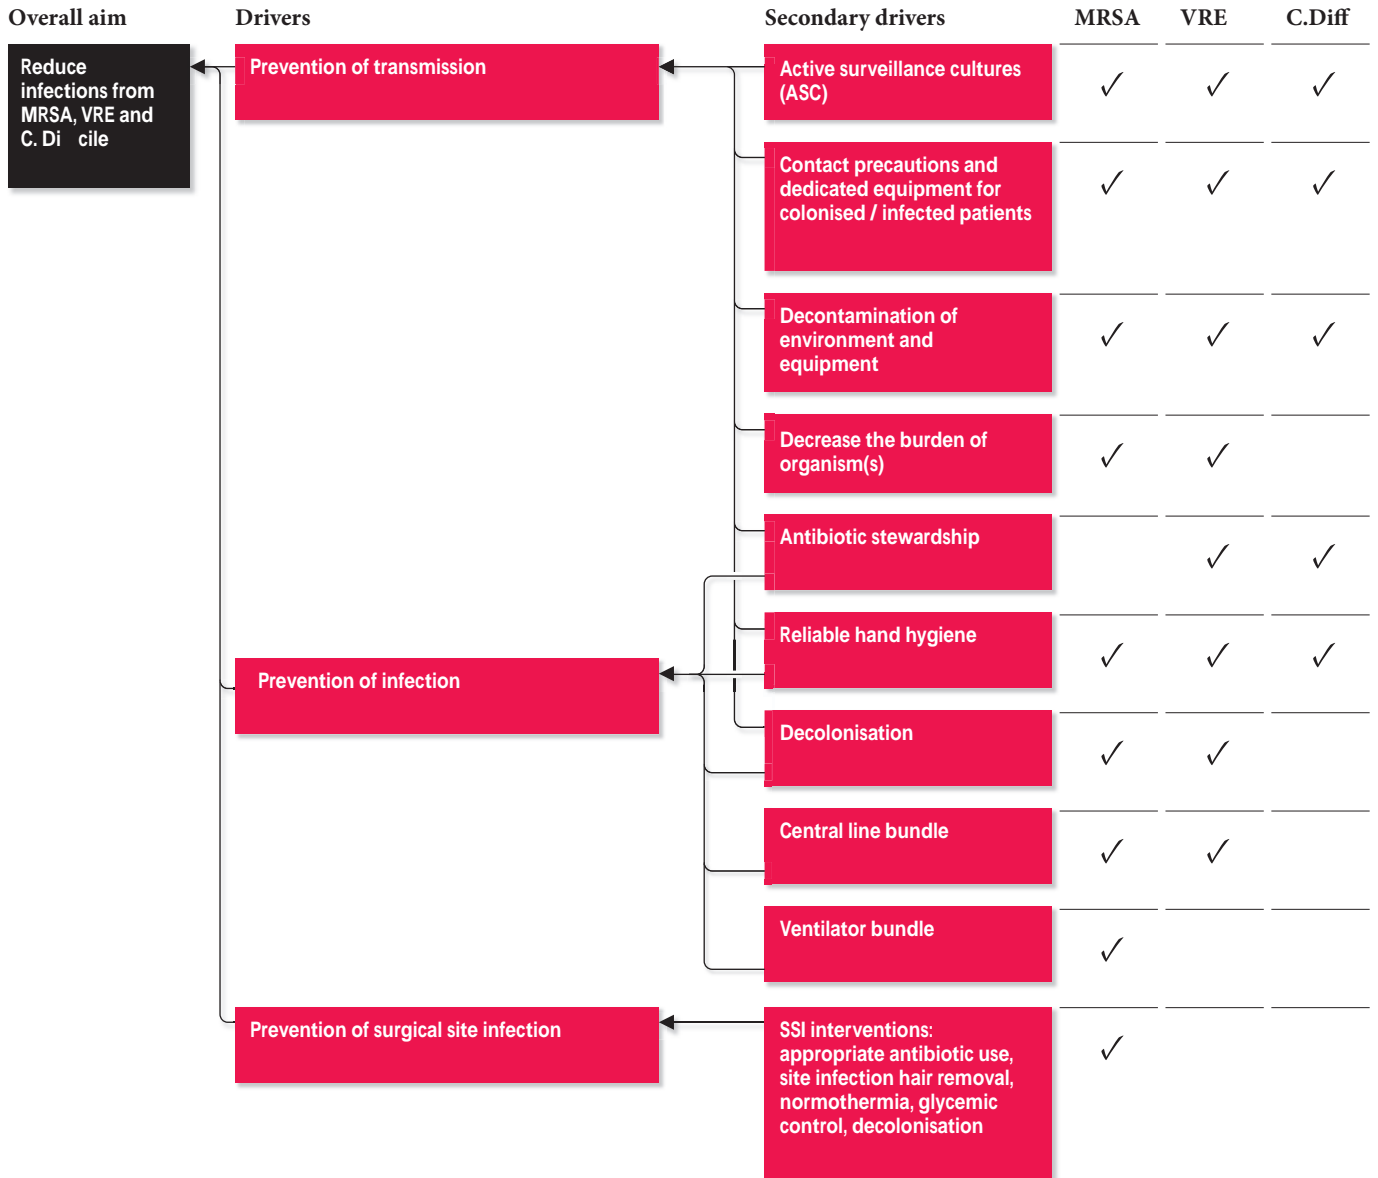 Overall aim
Drivers
Secondary drivers
MRSA
VRE
C.Diff
Reduce
infections from
MRSA, VRE and
C. Di cile
Prevention of transmission
Active surveillance cultures
(ASC)
✓ ✓ ✓
Contact precautions and
dedicated equipment for
colonised / infected patients
✓ ✓ ✓
Decontamination of
environment and
equipment
✓ ✓ ✓
Decrease the burden of
organism(s)
✓ ✓
Antibiotic stewardship
✓ ✓
Reliable hand hygiene
✓ ✓ ✓
Prevention of infection
Decolonisation
✓ ✓
Central line bundle
✓ ✓
Ventilator bundle
✓
Prevention of surgical site infection
SSI interventions:
appropriate antibiotic use,
site infection hair removal,
normothermia, glycemic
control, decolonisation
✓